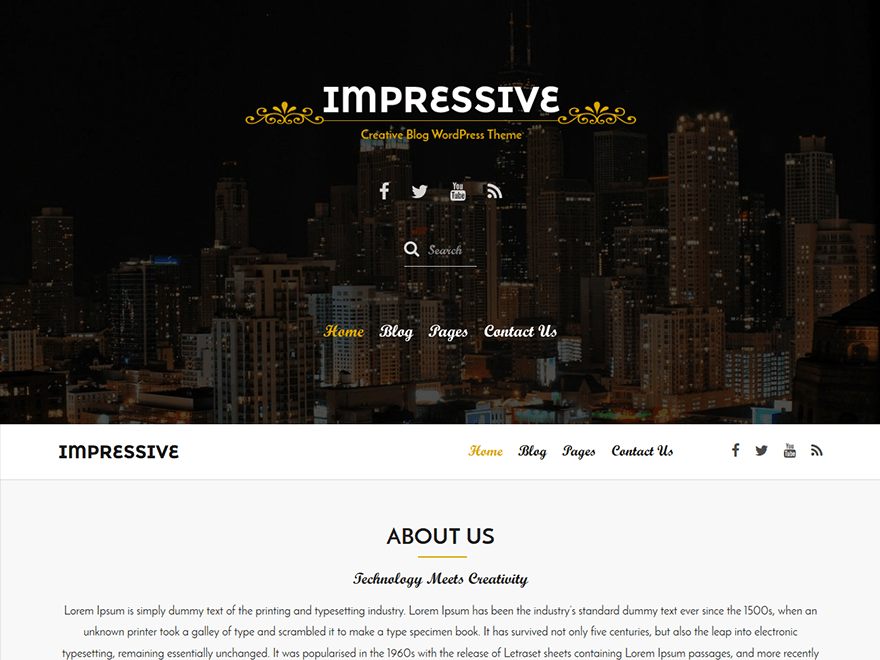 IMPRESSIVE
Creative Blog WordPress Theme
You
Tube
Search
Home Blog Pages Contact Us
IMPRESSIVE Home Blog Pages Contact Us You Tube
ABOUT US
Technology Meets Creativity
Lorem Ipsum is simply dummy text of the printing and typesetting industry. Lorem Ipsum has been the industry's standard dummy text ever since the 1500s, when an
unknown printer took a galley of type and scrambled it to make a type specimen book. It has survived not only five centuries, but also the leap into electronic
typesetting, remaining essentially unchanged. It was popularised in the 1960s with the release of Letraset sheets containing Lorem Ipsum passages, and more recently